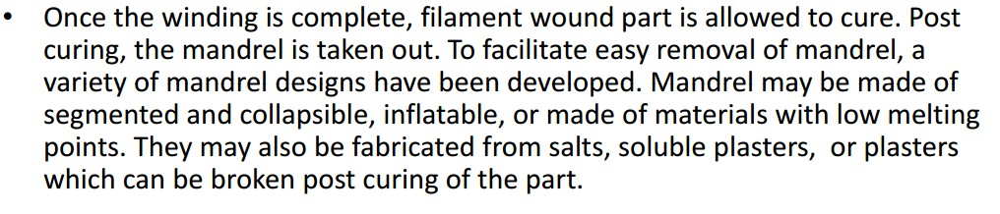 • Once the winding is complete, filament wound part is allowed to cure. Post
curing, the mandrel is taken out. To facilitate easy removal of mandrel, a
variety of mandrel designs have been developed. Mandrel may be made of
segmented and collapsible, inflatable, or made of materials with low melting
points. They may also be fabricated from salts, soluble plasters,  or plasters
which can be broken post curing of the part.